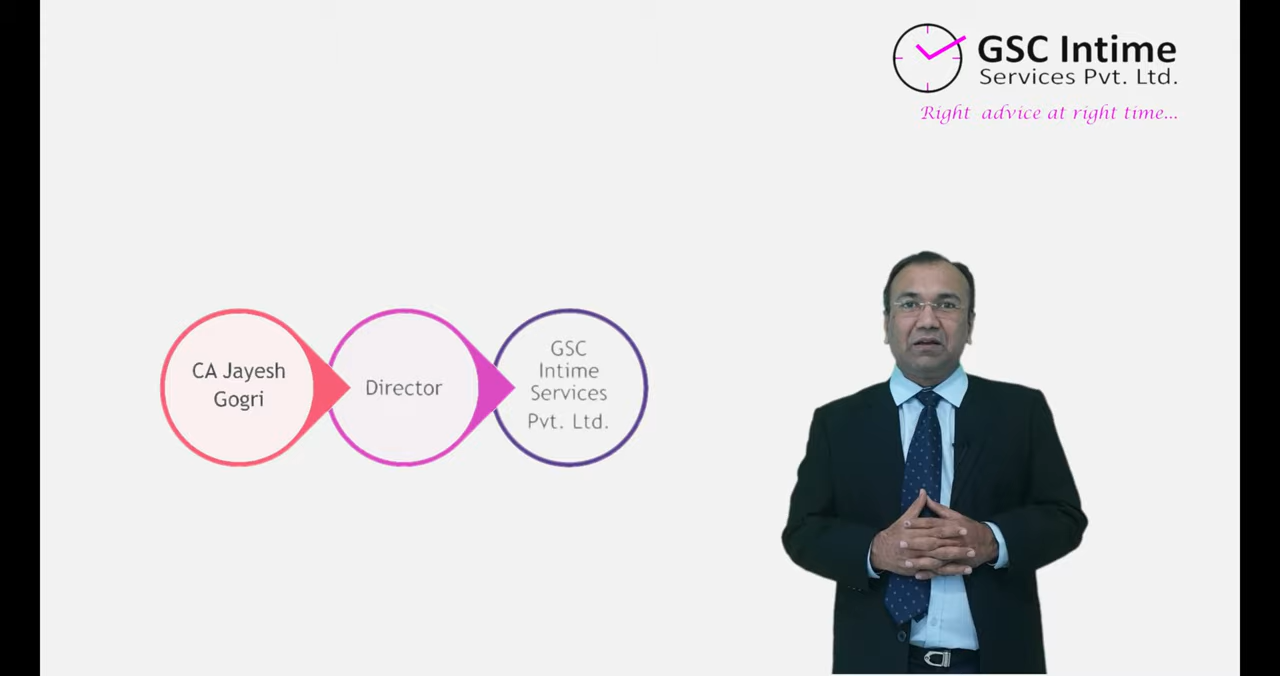 GSC Intime
Services Pvt. Ltd.
Right advice at right time...
CA Jayesh
Gogri
Director
GSC
Intime
Services
Pvt. Ltd.